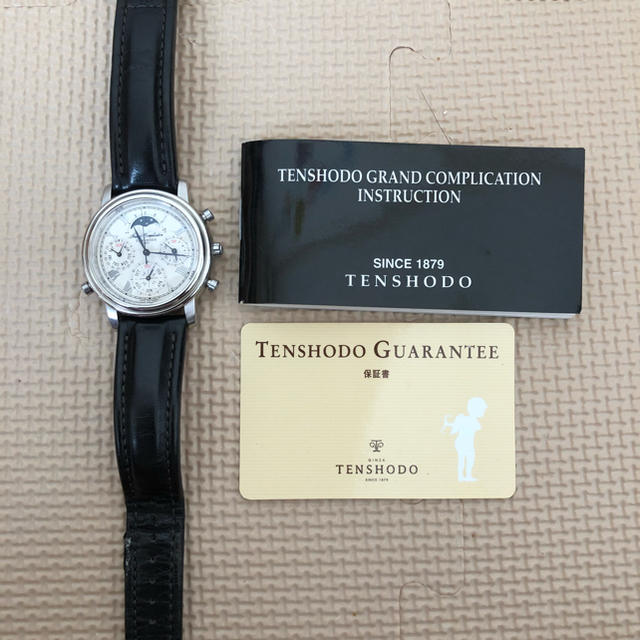 TENSHODO GRAND COMPLICATION
INSTRUCTION
SINCE 1879
TENSHODO
TENSHODO GUARANTEE
保証書
GINZA
TENSHODO
SINCE 1879